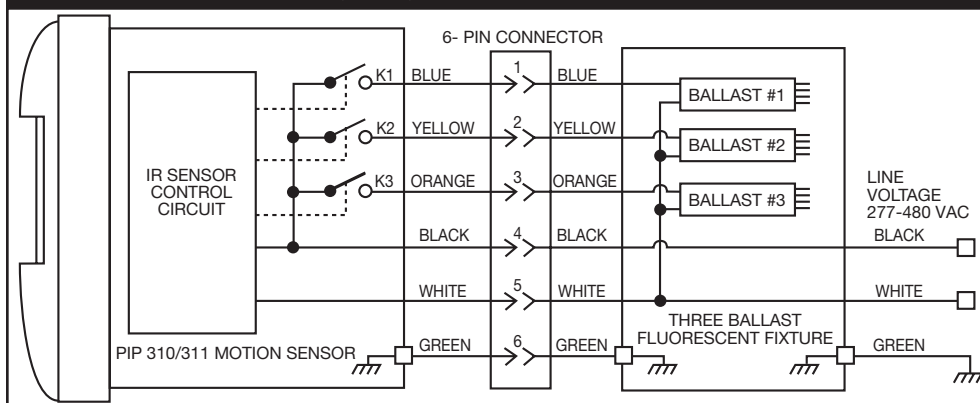 6- PIN CONNECTOR
K1 BLUE 1 BLUE
BALLAST #1
K2 YELLOW 2 YELLOW
BALLAST #2
IR SENSOR
CONTROL
CIRCUIT
K3 ORANGE 3 ORANGE
BALLAST #3
LINE
VOLTAGE
277-480 VAC
BLACK 4 BLACK
BLACK
WHITE 5 WHITE
WHITE
THREE BALLAST
FLUORESCENT FIXTURE
PIP 310/311 MOTION SENSOR
GREEN 6 GREEN
GREEN